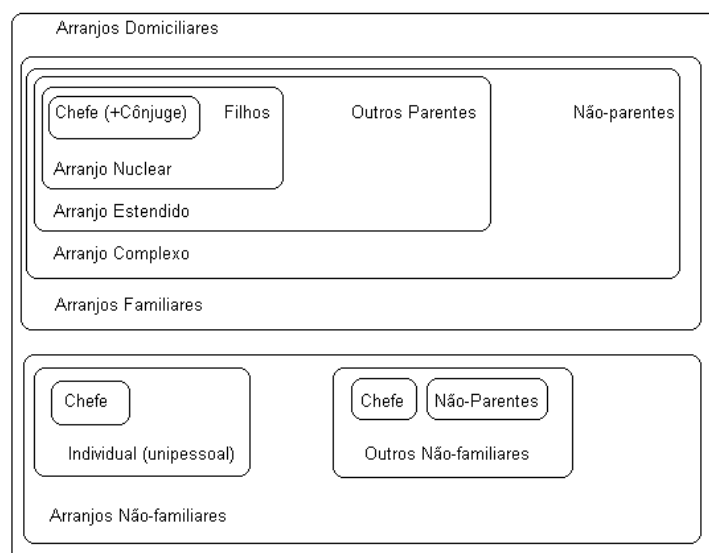 Arranjos Domiciliares
Chefe (+Cônjuge) Filhos Outros Parentes Não-parentes
Arranjo Nuclear
Arranjo Estendido
Arranjo Complexo
Arranjos Familiares
Chefe Chefe Não-Parentes
Individual (unipessoal) Outros Não-familiares
Arranjos Não-familiares